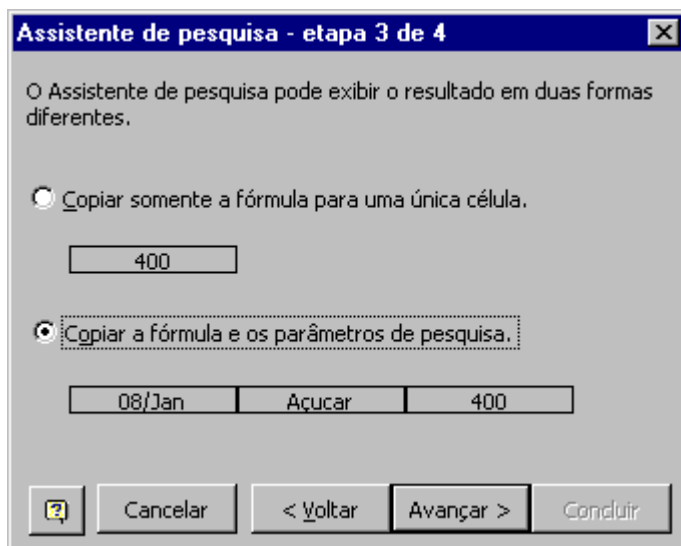 Assistente de pesquisa - etapa 3 de 4
O Assistente de pesquisa pode exibir o resultado em duas formas
diferentes.
Copiar somente a fórmula para uma única célula.
400
Copiar a fórmula e os parâmetros de pesquisa.
08/Jan Açucar 400
Cancelar < Voltar Avançar > Concluir